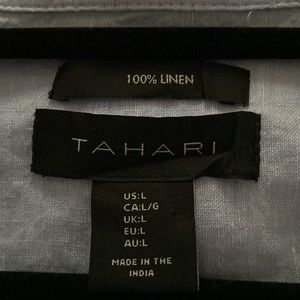 100% LINEN
TAHARI
US:L
CA:L/G
UK:L
EU:L
AU:L
MADE IN THE
INDIA